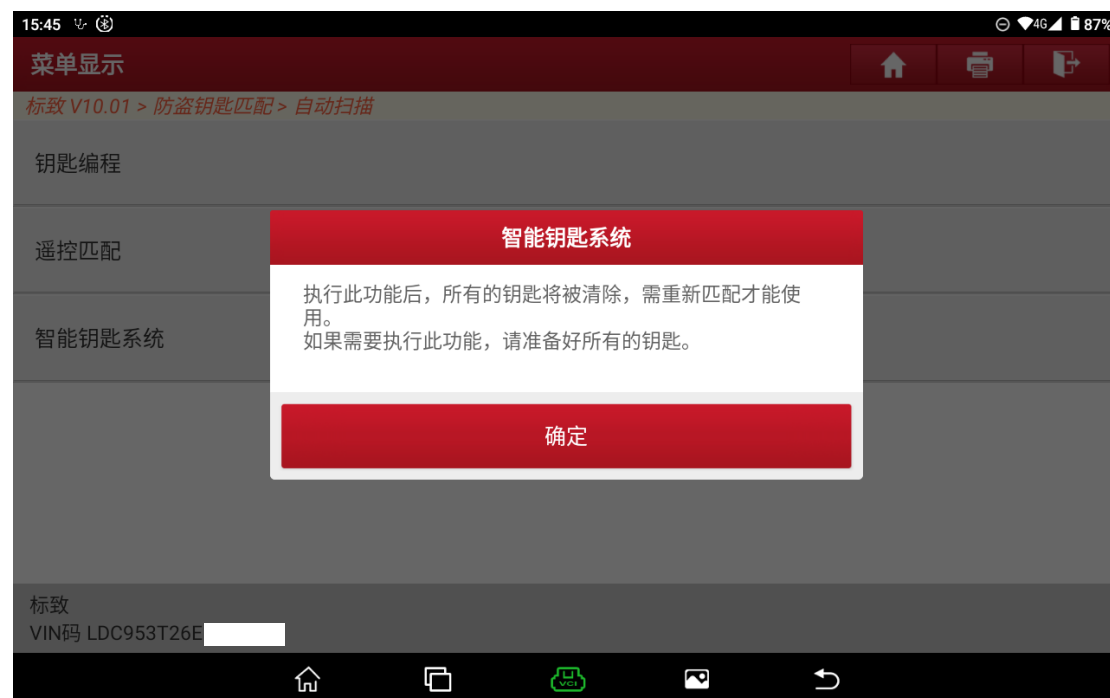 15:45
4G 87%
菜单显示
标致 V10.01 > 防盗钥匙匹配 > 自动扫描
钥匙编程
遥控匹配
智能钥匙系统
智能钥匙系统
执行此功能后，所有的钥匙将被清除，需重新匹配才能使
用。
如果需要执行此功能，请准备好所有的钥匙。
确定
标致
VIN码 LDC953T26E
VCI